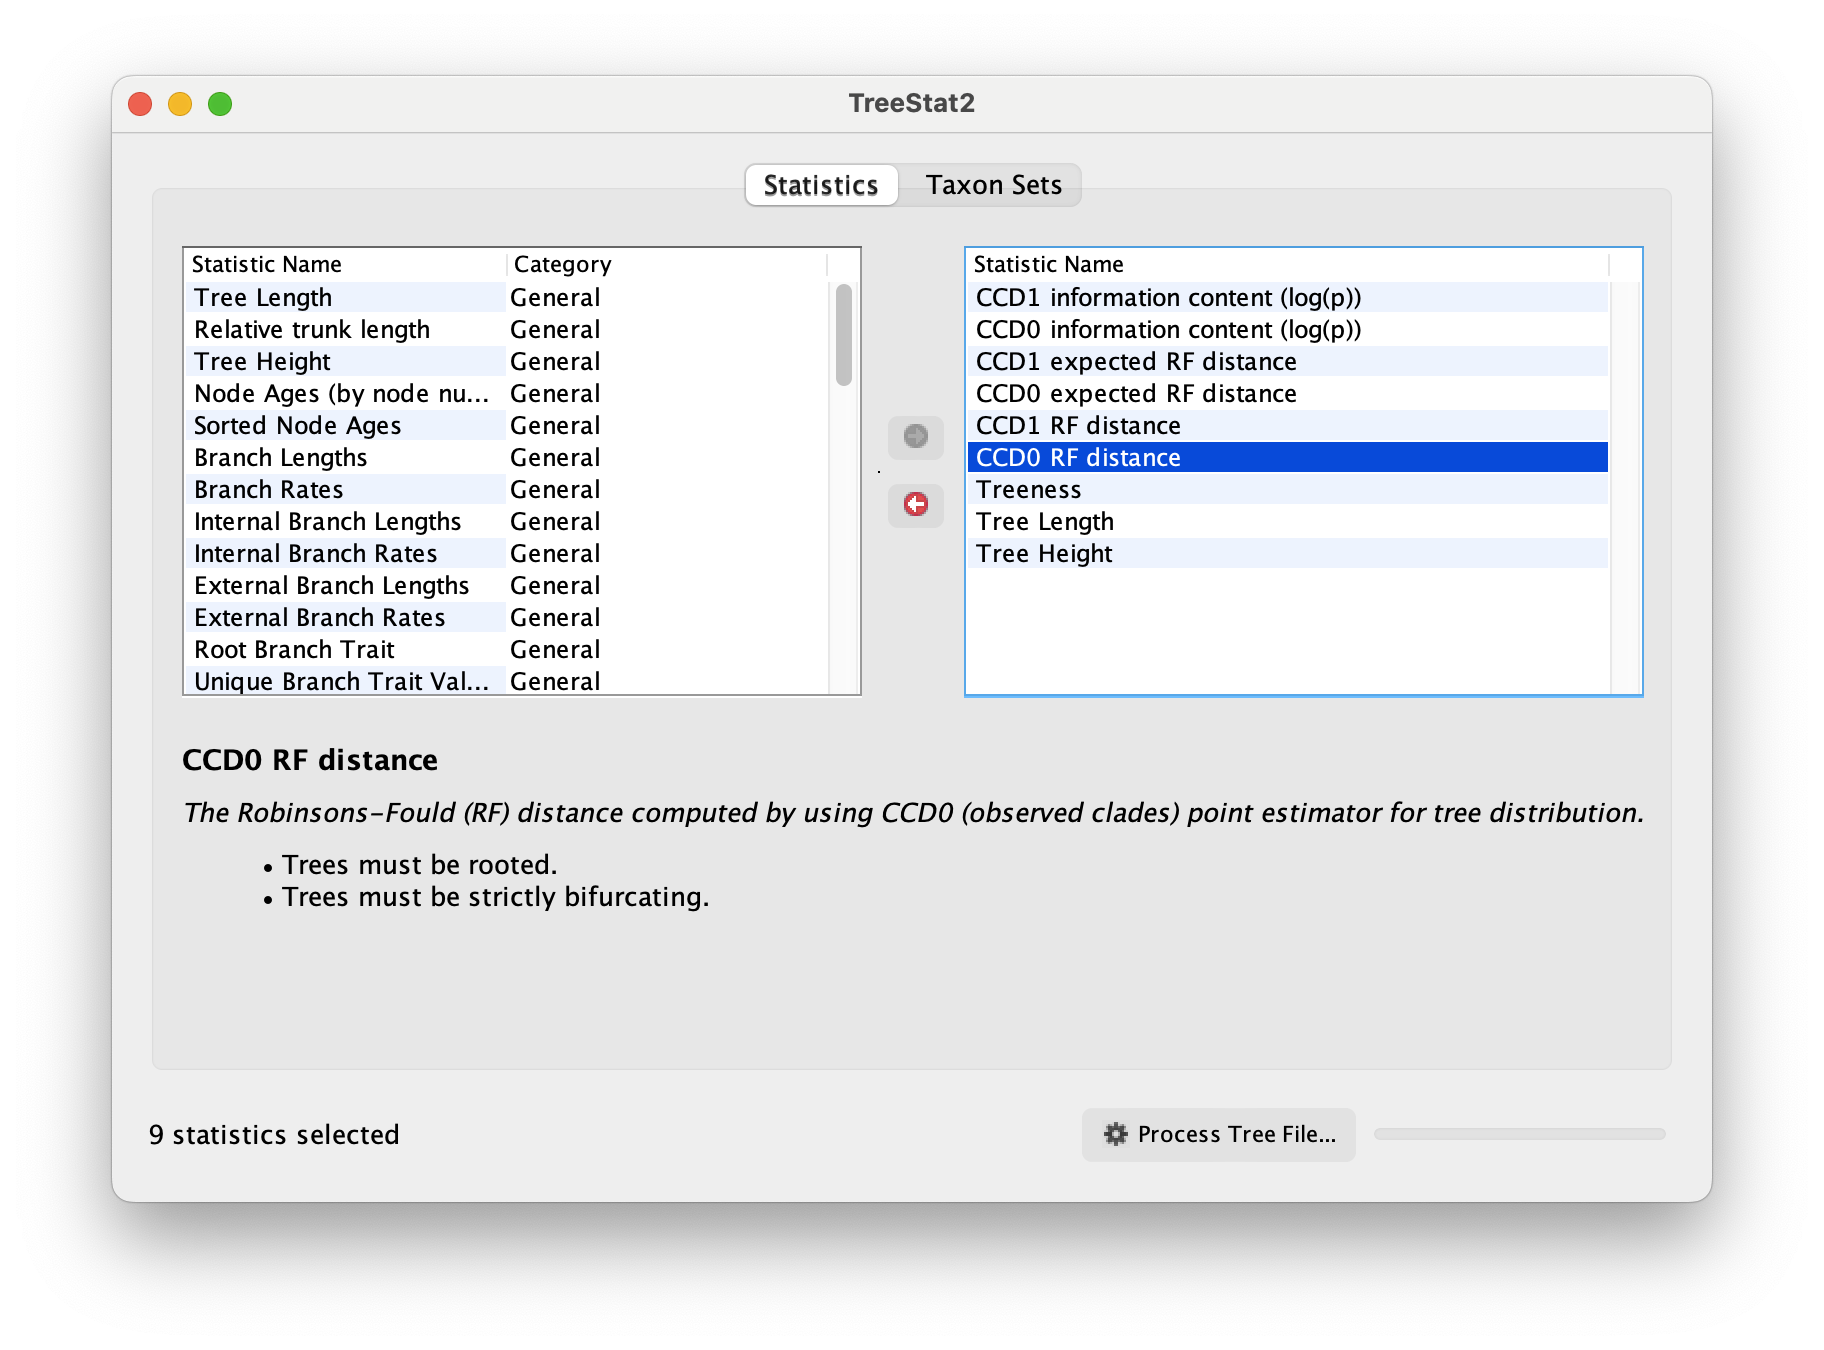 TreeStat2
Statistics Taxon Sets
Statistic Name Category
Tree Length General
Relative trunk length General
Tree Height General
Node Ages (by node nu... General
Sorted Node Ages General
Branch Lengths General
Branch Rates General
Internal Branch Lengths General
Internal Branch Rates General
External Branch Lengths General
External Branch Rates General
Root Branch Trait General
Unique Branch Trait Val... General
Statistic Name
CCD1 information content (log(p))
CCD0 information content (log(p))
CCD1 expected RF distance
CCD0 expected RF distance
CCD1 RF distance
CCD0 RF distance
Treeness
Tree Length
Tree Height
CCD0 RF distance
The Robinsons-Fould (RF) distance computed by using CCD0 (observed clades) point estimator for tree distribution.
• Trees must be rooted.
• Trees must be strictly bifurcating.
9 statistics selected
Process Tree File...